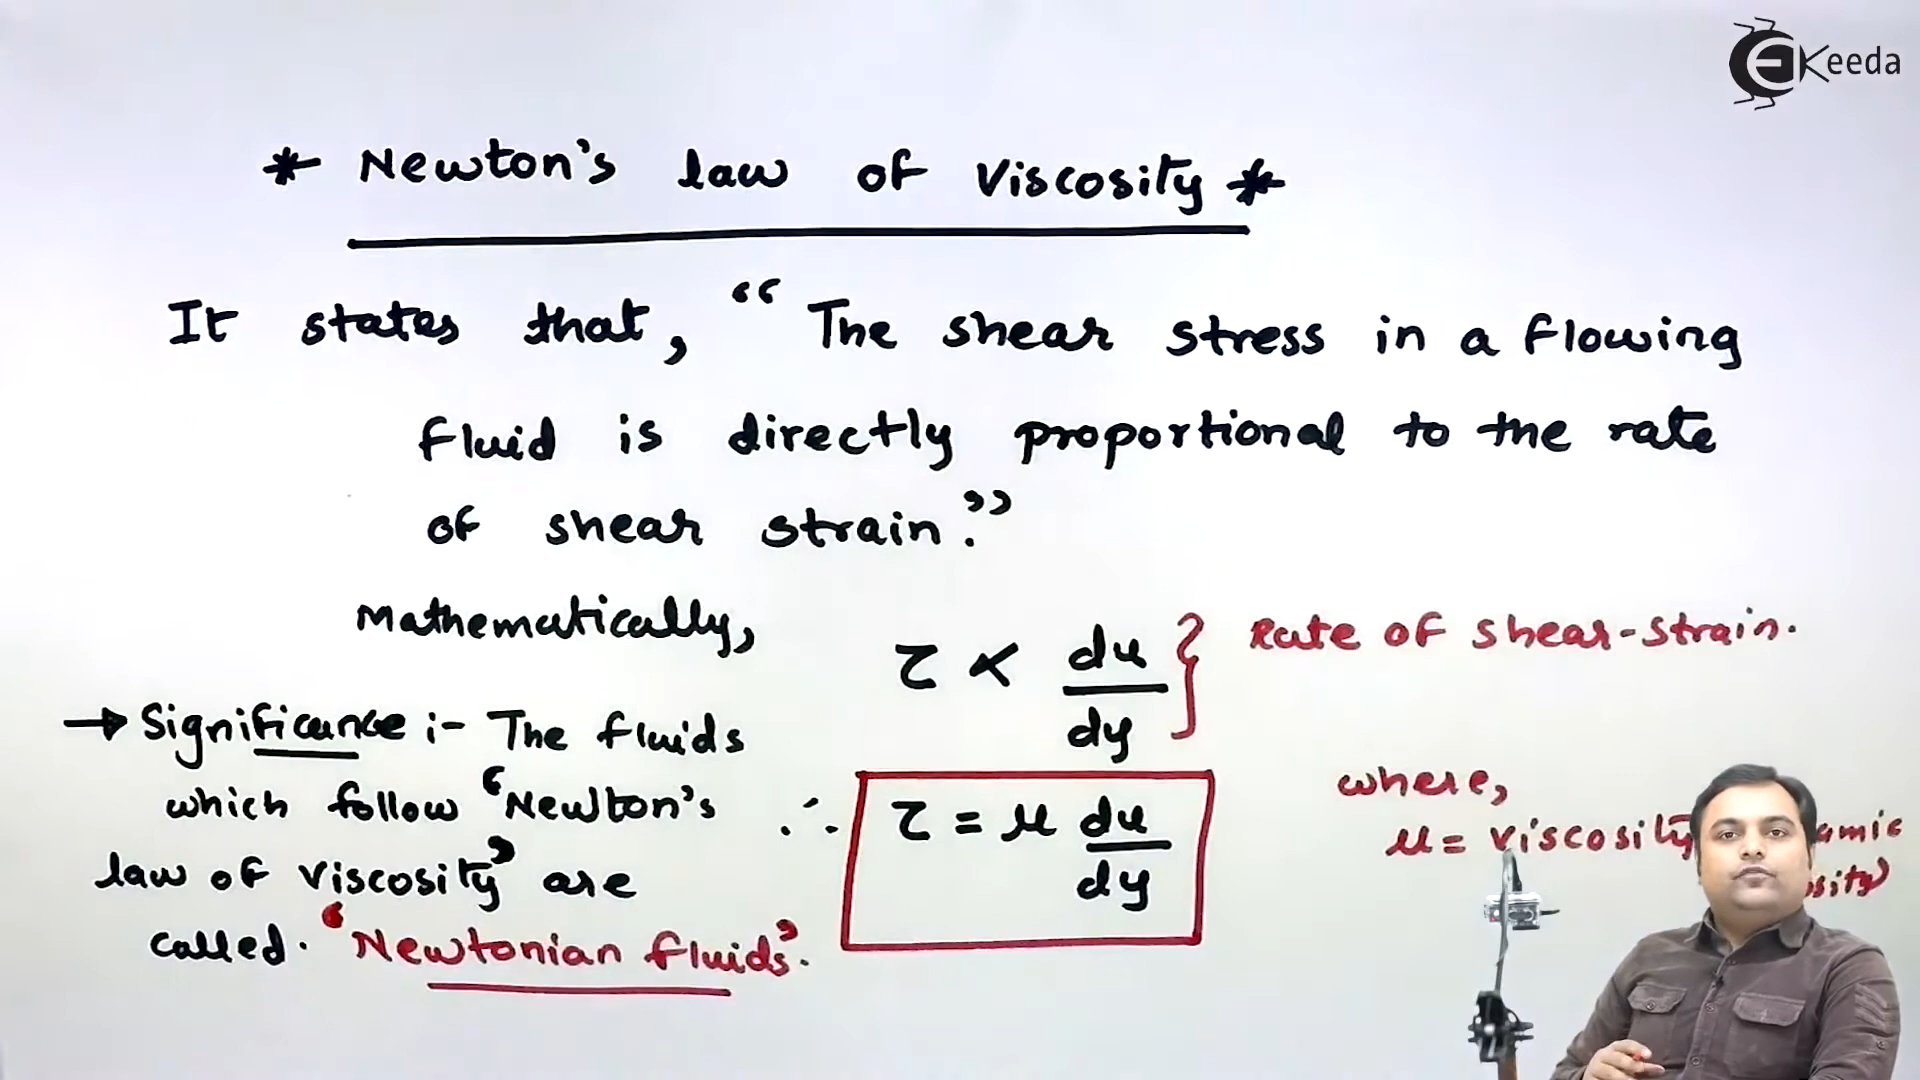 EKeeda
* Newton's law of Viscosity *
It states that, “ The shear stress in a flowing
fluid is directly proportional to the rate
of shear strain.”
Mathematically,
τ ∝ du/dy } Rate of shear-strain.
→ Significance :- The fluids
which follow ‘Newton's
law of viscosity’ are
called. ‘Newtonian fluids’.
∴ τ = μ du/dy
where,
μ = viscosity